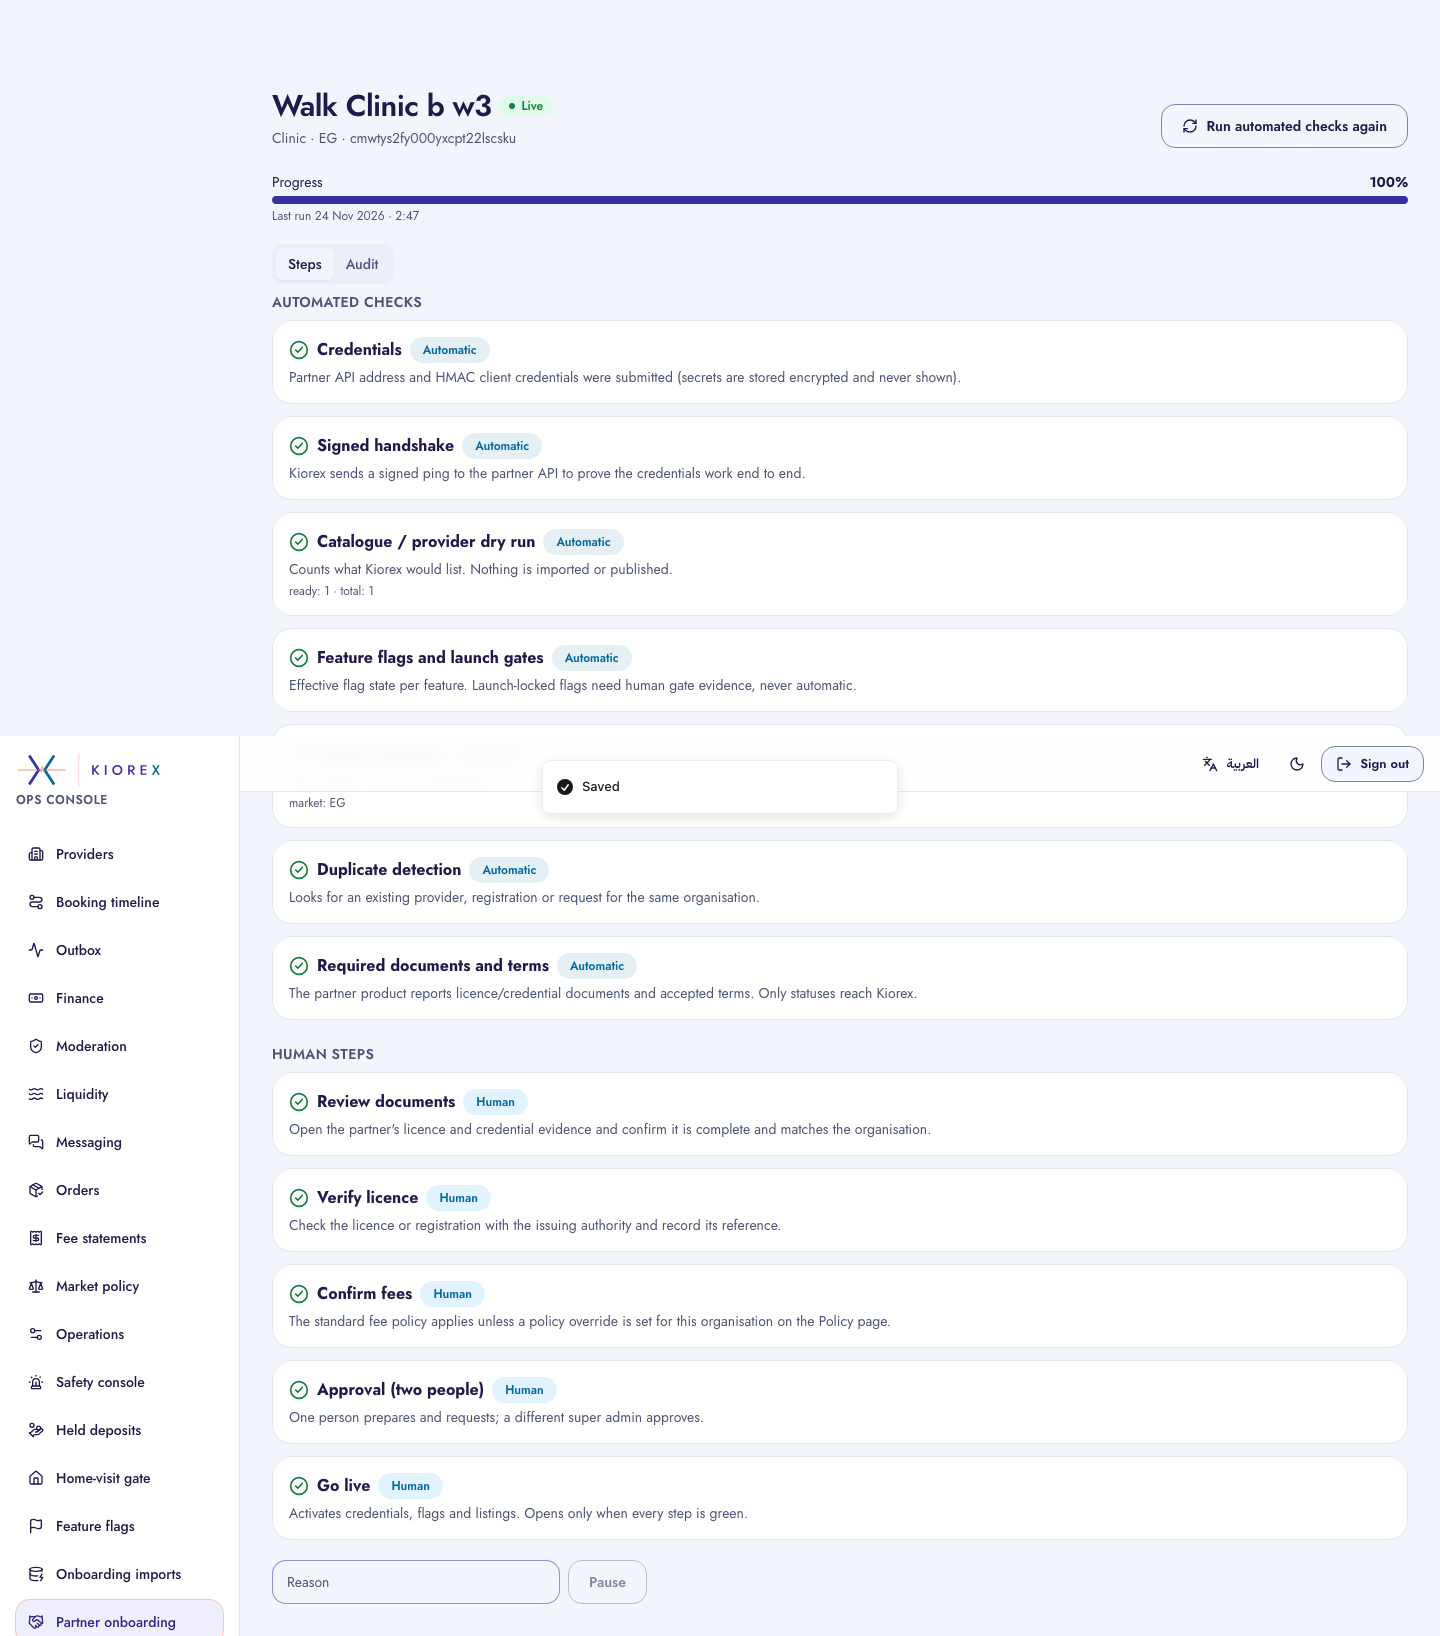 Walk Clinic b w3
Live
Clinic · EG · cmwtys2fy000yxcpt22lscsku
Run automated checks again
Progress
100%
Last run 24 Nov 2026 · 2:47
Steps
Audit
AUTOMATED CHECKS
Credentials
Automatic
Partner API address and HMAC client credentials were submitted (secrets are stored encrypted and never shown).
Signed handshake
Automatic
Kiorex sends a signed ping to the partner API to prove the credentials work end to end.
Catalogue / provider dry run
Automatic
Counts what Kiorex would list. Nothing is imported or published.
ready: 1 · total: 1
Feature flags and launch gates
Automatic
Effective flag state per feature. Launch-locked flags need human gate evidence, never automatic.
KIOREX
OPS CONSOLE
العربية
Sign out
Saved
market: EG
Duplicate detection
Automatic
Looks for an existing provider, registration or request for the same organisation.
Required documents and terms
Automatic
The partner product reports licence/credential documents and accepted terms. Only statuses reach Kiorex.
HUMAN STEPS
Review documents
Human
Open the partner's licence and credential evidence and confirm it is complete and matches the organisation.
Verify licence
Human
Check the licence or registration with the issuing authority and record its reference.
Confirm fees
Human
The standard fee policy applies unless a policy override is set for this organisation on the Policy page.
Approval (two people)
Human
One person prepares and requests; a different super admin approves.
Go live
Human
Activates credentials, flags and listings. Opens only when every step is green.
Reason
Pause
Providers
Booking timeline
Outbox
Finance
Moderation
Liquidity
Messaging
Orders
Fee statements
Market policy
Operations
Safety console
Held deposits
Home-visit gate
Feature flags
Onboarding imports
Partner onboarding